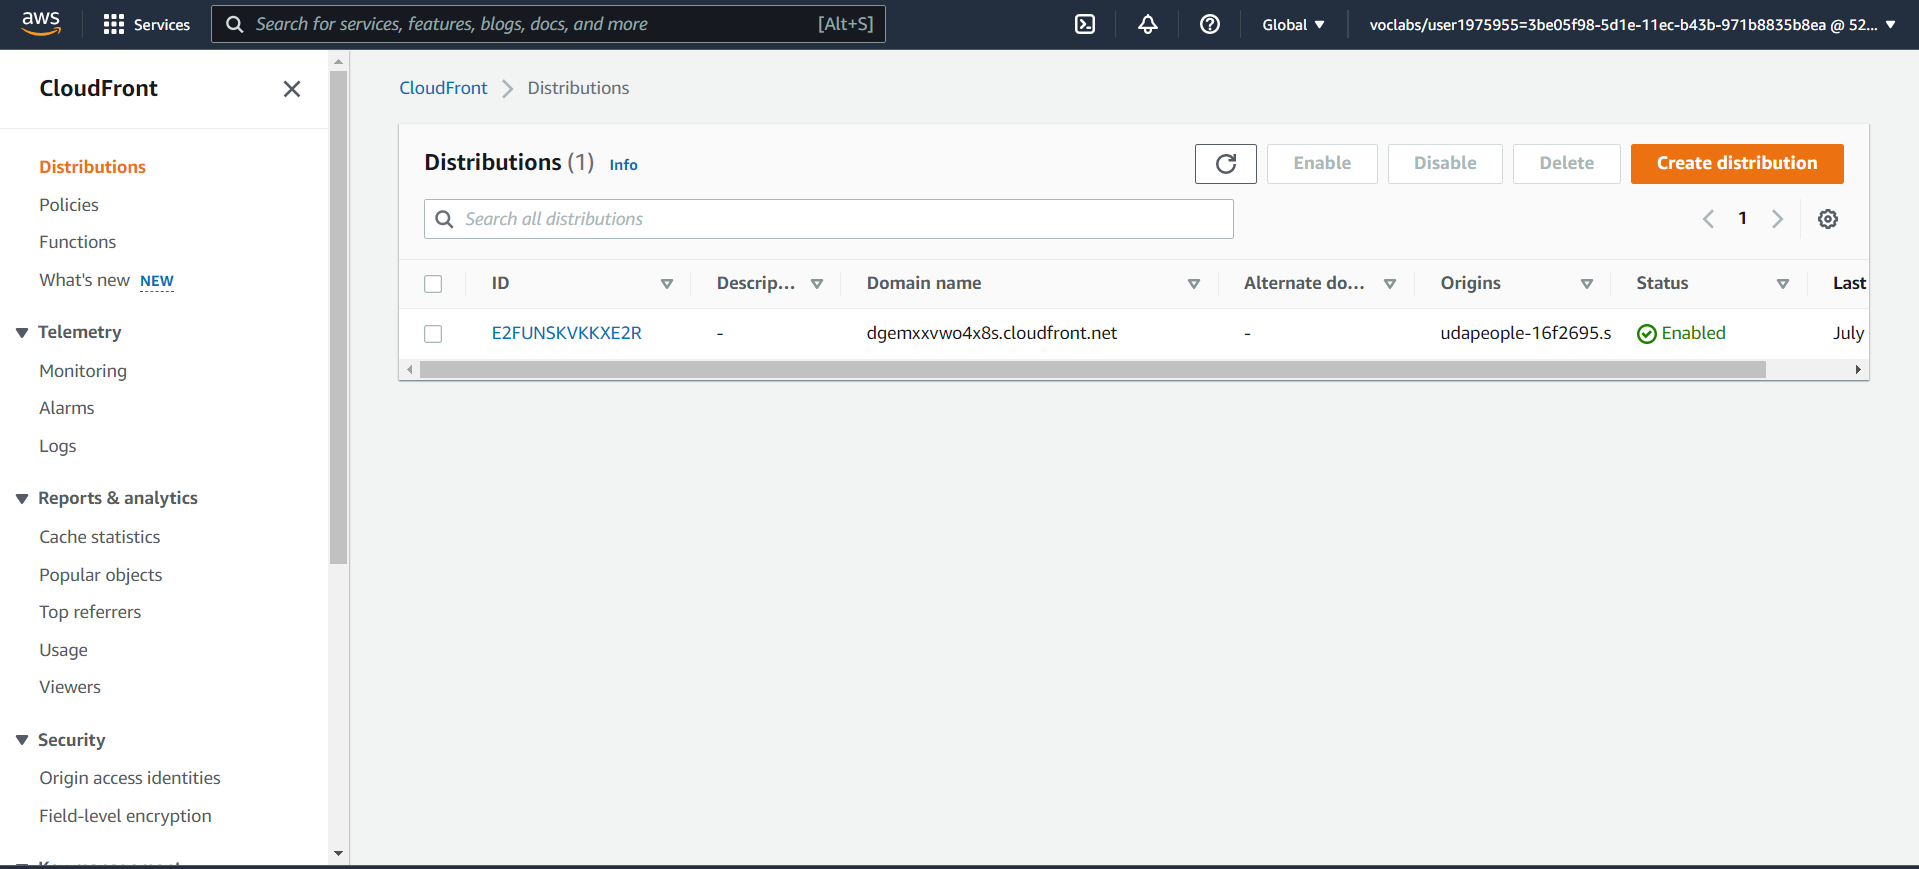 aws
Services
Search for services, features, blogs, docs, and more [Alt+S]
Global
voclabs/user1975955=3be05f98-5d1e-11ec-b43b-971b8835b8ea @ 52...
CloudFront
Distributions
Policies
Functions
What's new NEW
Telemetry
Monitoring
Alarms
Logs
Reports & analytics
Cache statistics
Popular objects
Top referrers
Usage
Viewers
Security
Origin access identities
Field-level encryption
CloudFront > Distributions
Distributions (1) Info
Enable
Disable
Delete
Create distribution
Search all distributions
1
ID Descrip... Domain name Alternate do... Origins Status Last
E2FUNSKVKKXE2R - dgemxxvwo4x8s.cloudfront.net - udapeople-16f2695.s Enabled July